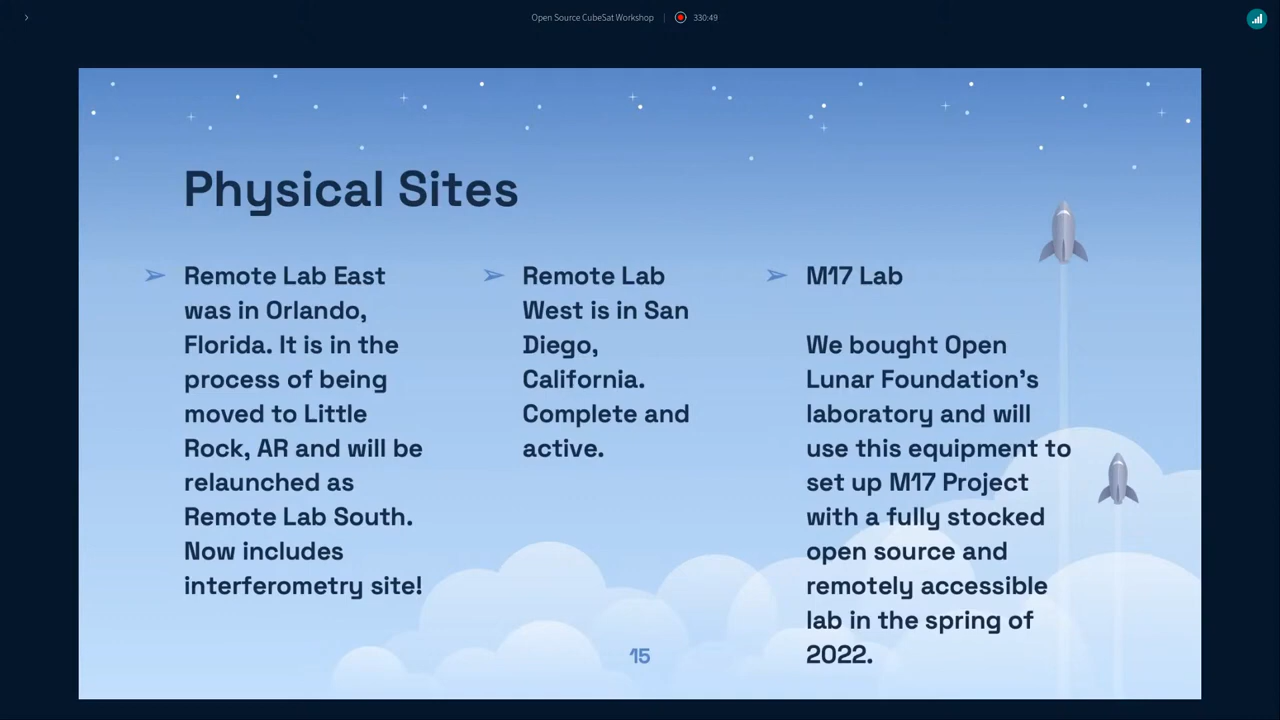 Open Source CubeSat Workshop
330:49
Physical Sites
➢ Remote Lab East
was in Orlando,
Florida. It is in the
process of being
moved to Little
Rock, AR and will be
relaunched as
Remote Lab South.
Now includes
interferometry site!
➢ Remote Lab
West is in San
Diego,
California.
Complete and
active.
➢ M17 Lab
We bought Open
Lunar Foundation's
laboratory and will
use this equipment to
set up M17 Project
with a fully stocked
open source and
remotely accessible
lab in the spring of
2022.
15